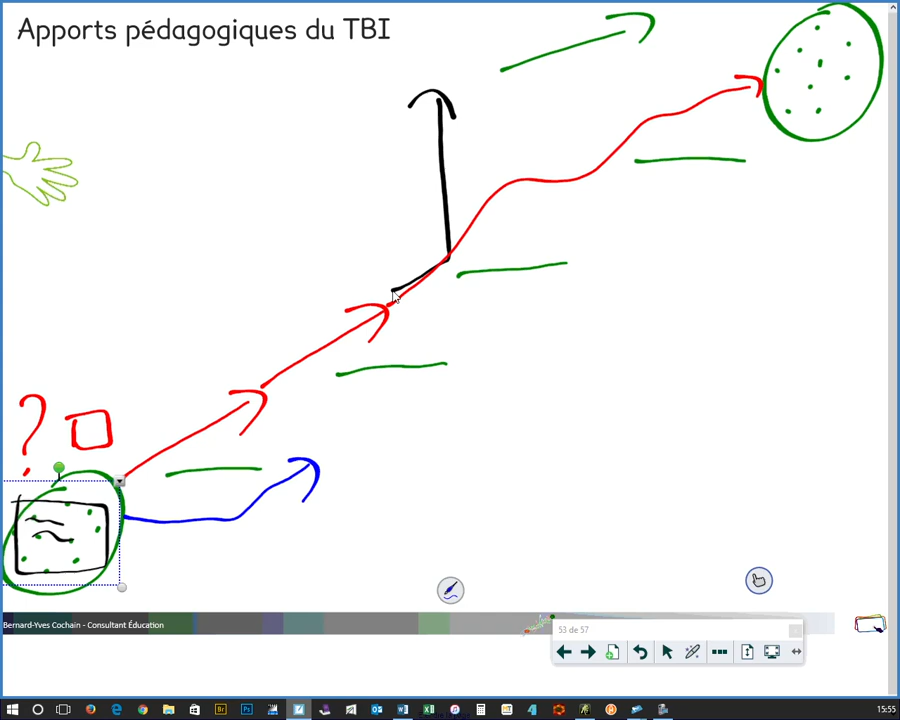 Apports pédagogiques du TBI
?
Bernard-Yves Cochain - Consultant Éducation
53 de 57
15:55